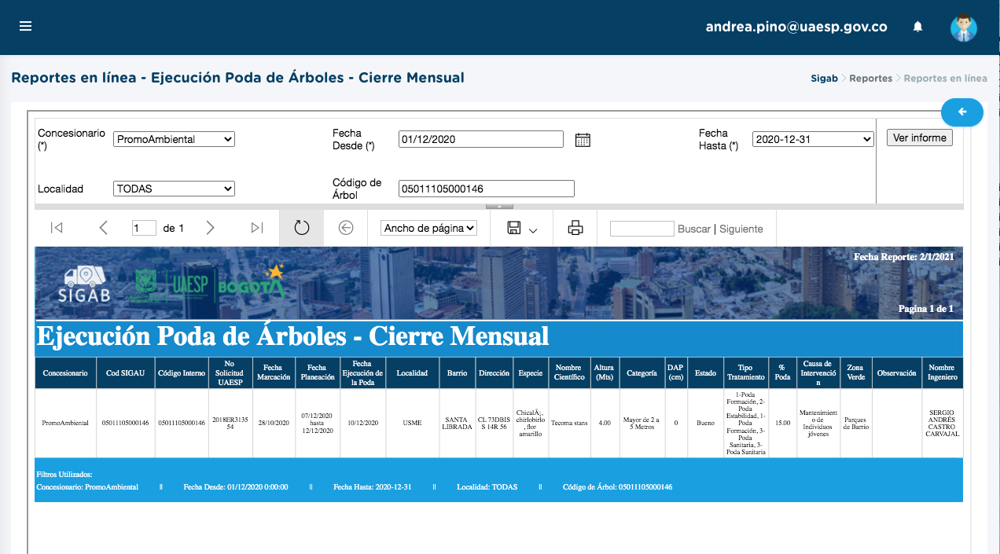 andrea.pino@uaesp.gov.co
Reportes en línea - Ejecución Poda de Árboles - Cierre Mensual
Sigab > Reportes > Reportes en línea
Concesionario (*)
PromoAmbiental
Fecha Desde (*)
01/12/2020
Fecha Hasta (*)
2020-12-31
Ver informe
Localidad
TODAS
Código de Árbol
05011105000146
1 de 1
Ancho de página
Buscar | Siguiente
Fecha Reporte: 2/1/2021
SIGAB
UAESP
BOGOTÁ
Pagina 1 de 1
Ejecución Poda de Árboles - Cierre Mensual
Concesionario
Cod SIGAU
Código Interno
No Solicitud UAESP
Fecha Marcación
Fecha Planeación
Fecha Ejecución de la Poda
Localidad
Barrio
Dirección
Especie
Nombre Científico
Altura (Mts)
Categoría
DAP (cm)
Estado
Tipo Tratamiento
% Poda
Causa de Intervenció n
Zona Verde
Observación
Nombre Ingeniero
PromoAmbiental
05011105000146
05011105000146
2018ER3135 54
28/10/2020
07/12/2020 hasta 12/12/2020
10/12/2020
USME
SANTA LIBRADA
CL 73DBIS S 14R 56
ChicalÃ¡, chirlobirlo , flor amarillo
Tecoma stans
4.00
Mayor de 2 a 5 Metros
0
Bueno
1-Poda Formación, 2-Poda Estabilidad, 1-Poda Formación, 3-Poda Sanitaria, 3-Poda Sanitaria
15.00
Mantenimient o de Individuos jóvenes
Parques de Barrio
SERGIO ANDRÉS CASTRO CARVAJAL
Filtros Utilizados:
Concesionario: PromoAmbiental || Fecha Desde: 01/12/2020 0:00:00 || Fecha Hasta: 2020-12-31 || Localidad: TODAS || Código de Árbol: 05011105000146